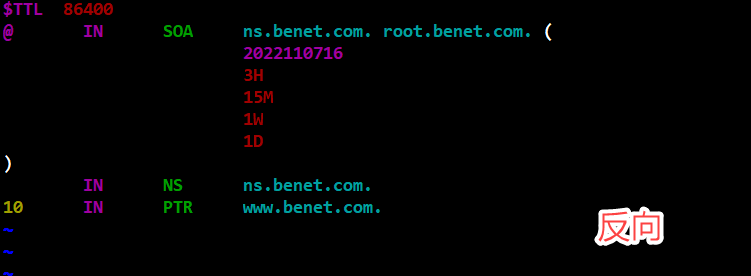 $TTL 86400
@ IN SOA ns.benet.com. root.benet.com. (
2022110716
3H
15M
1W
1D
)
IN NS ns.benet.com.
10 IN PTR www.benet.com.
反向
~
~
~